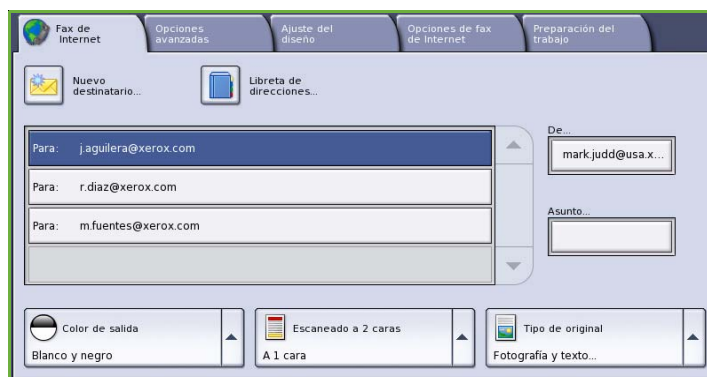 Fax de
Internet
Opciones
avanzadas
Ajuste del
diseño
Opciones de fax
de Internet
Preparación del
trabajo
Nuevo
destinatario...
Libreta de
direcciones...
Para: j.aguilera@xerox.com
Para: r.diaz@xerox.com
Para: m.fuentes@xerox.com
De...
mark.judd@usa.x...
Asunto...
Color de salida
Blanco y negro
Escaneado a 2 caras
A 1 cara
Tipo de original
Fotografía y texto...